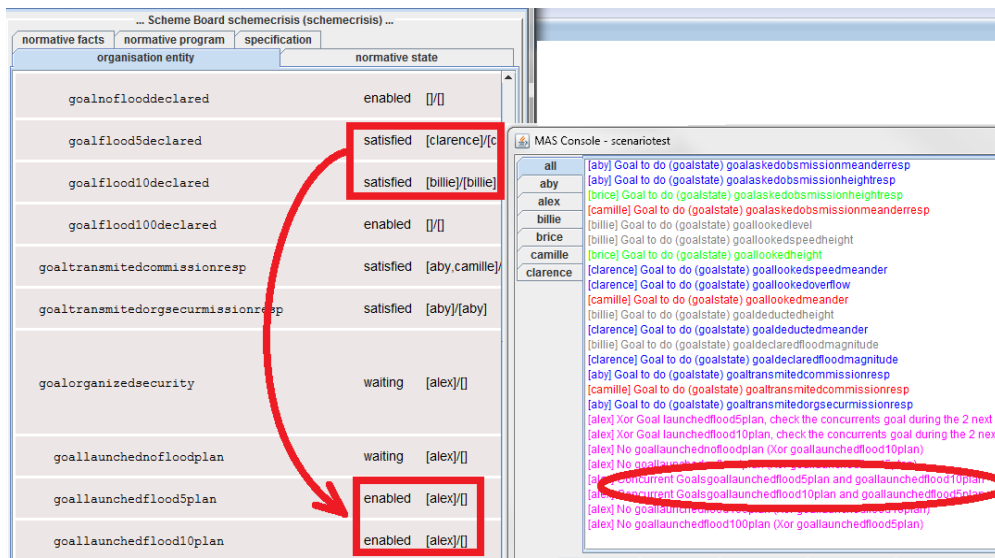 ... Scheme Board schemecrisis (schemecrisis) ...
normative facts normative program specification
organisation entity normative state
goalnoflooddeclared enabled []/[]
goalflood5declared satisfied [clarence]/[c
goalflood10declared satisfied [billie]/[billie]
goalflood100declared enabled []/[]
goaltransmitedcommissionresp satisfied [aby,camille]/
goaltransmitedorgsecurmissionresp satisfied [aby]/[aby]
goalorganizedsecurity waiting [alex]/[]
goallaunchednofloodplan waiting [alex]/[]
goallaunchedflood5plan enabled [alex]/[]
goallaunchedflood10plan enabled [alex]/[]
MAS Console - scenariotest
all
aby
alex
billie
brice
camille
clarence
[aby] Goal to do (goalstate) goalaskedobsmissionmeanderresp
[aby] Goal to do (goalstate) goalaskedobsmissionheightresp
[brice] Goal to do (goalstate) goalaskedobsmissionheightresp
[camille] Goal to do (goalstate) goalaskedobsmissionmeanderresp
[billie] Goal to do (goalstate) goallookedlevel
[billie] Goal to do (goalstate) goallookedspeedheight
[brice] Goal to do (goalstate) goallookedheight
[clarence] Goal to do (goalstate) goallookedspeedmeander
[clarence] Goal to do (goalstate) goallookedoverflow
[camille] Goal to do (goalstate) goallookedmeander
[billie] Goal to do (goalstate) goaldeductedheight
[clarence] Goal to do (goalstate) goaldeductedmeander
[billie] Goal to do (goalstate) goaldeclaredfloodmagnitude
[clarence] Goal to do (goalstate) goaldeclaredfloodmagnitude
[aby] Goal to do (goalstate) goaltransmitedcommissionresp
[camille] Goal to do (goalstate) goaltransmitedcommissionresp
[aby] Goal to do (goalstate) goaltransmitedorgsecurmissionresp
[alex] Xor Goal launchedflood5plan, check the concurrents goal during the 2 next
[alex] Xor Goal launchedflood10plan, check the concurrents goal during the 2 nex
[alex] No goallaunchednofloodplan (Xor goallaunchedflood10plan)
[alex] No
Concurrent Goalsgoallaunchedflood5plan and goallaunchedflood10plan
Concurrent Goalsgoallaunchedflood10plan and goallaunchedflood5plan
[alex] No
[alex] No goallaunchedflood100plan (Xor goallaunchedflood5plan)